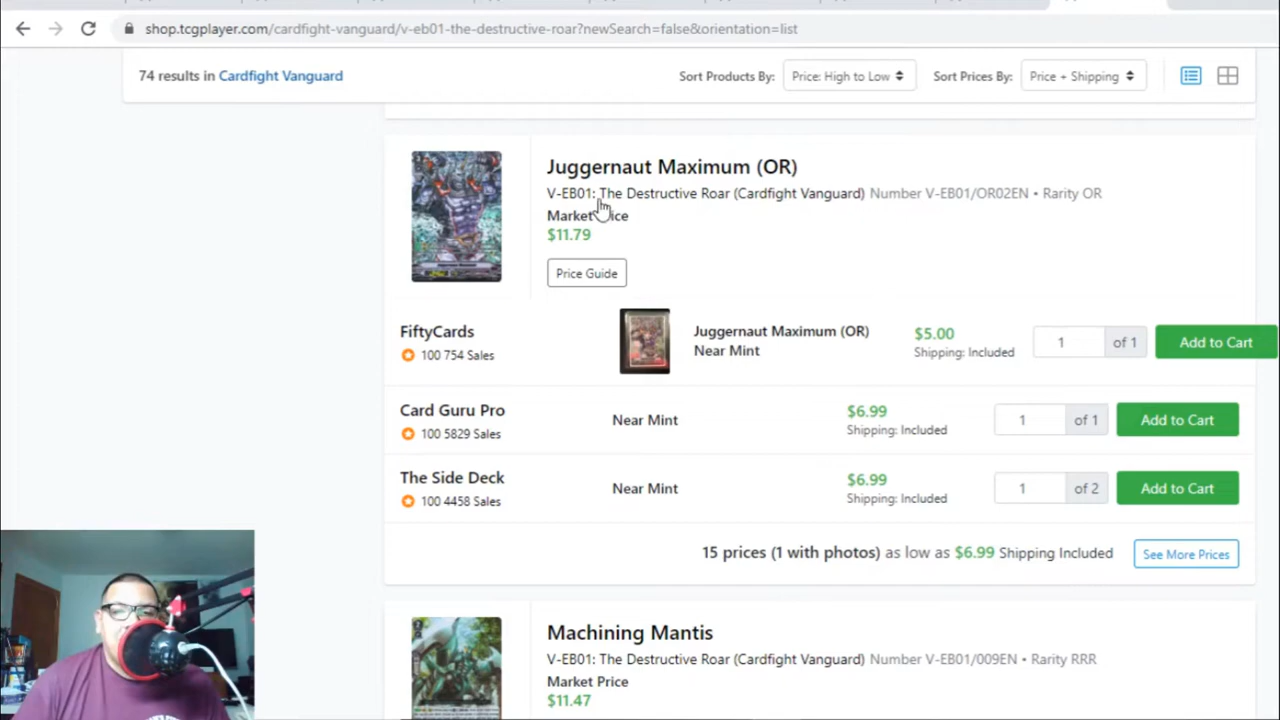 shop.tcgplayer.com/cardfight-vanguard/v-eb01-the-destructive-roar?newSearch=false&orientation=list
74 results in Cardfight Vanguard
Sort Products By: Price: High to Low
Sort Prices By: Price + Shipping
Juggernaut Maximum (OR)
V-EB01: The Destructive Roar (Cardfight Vanguard) Number V-EB01/OR02EN • Rarity OR
Market
$11.79
Price Guide
FiftyCards
100 754 Sales
Juggernaut Maximum (OR)
Near Mint
$5.00
Shipping: Included
1 of 1
Add to Cart
Card Guru Pro
100 5829 Sales
Near Mint
$6.99
Shipping: Included
1 of 1
Add to Cart
The Side Deck
100 4458 Sales
Near Mint
$6.99
Shipping: Included
1 of 2
Add to Cart
15 prices (1 with photos) as low as $6.99 Shipping Included
See More Prices
Machining Mantis
V-EB01: The Destructive Roar (Cardfight Vanguard) Number V-EB01/009EN • Rarity RRR
Market Price
$11.47